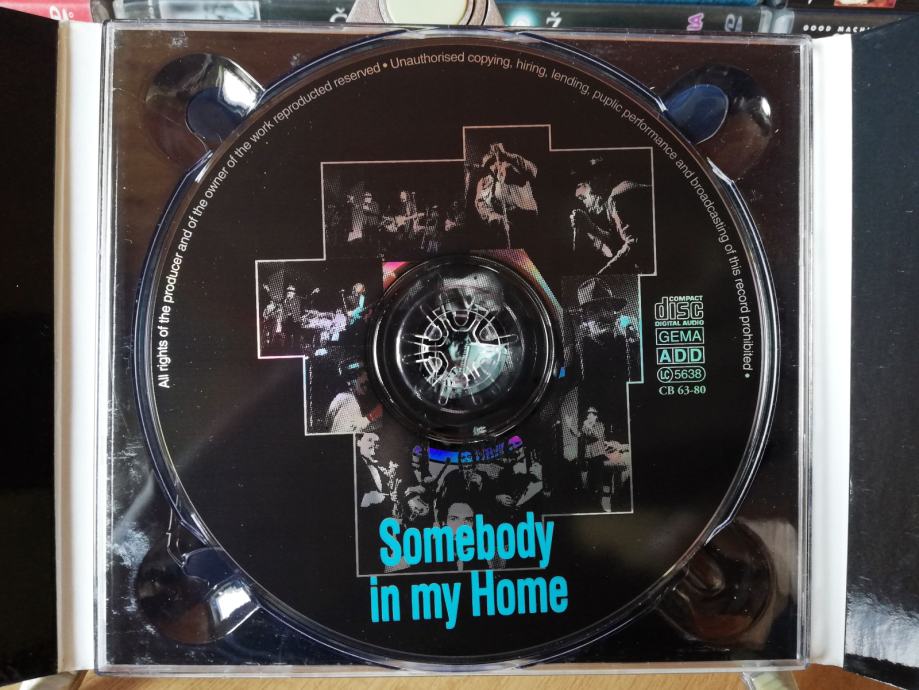 GOOD MASHI
All rights of the producer and of the owner of the work reproducted reserved • Unauthorised copying, hiring, lending, puplic performance and broadcasting of this record prohibited •
COMPACT
disc
DIGITAL AUDIO
GEMA
ADD
LC 5638
CB 63-80
Somebody
in my Home